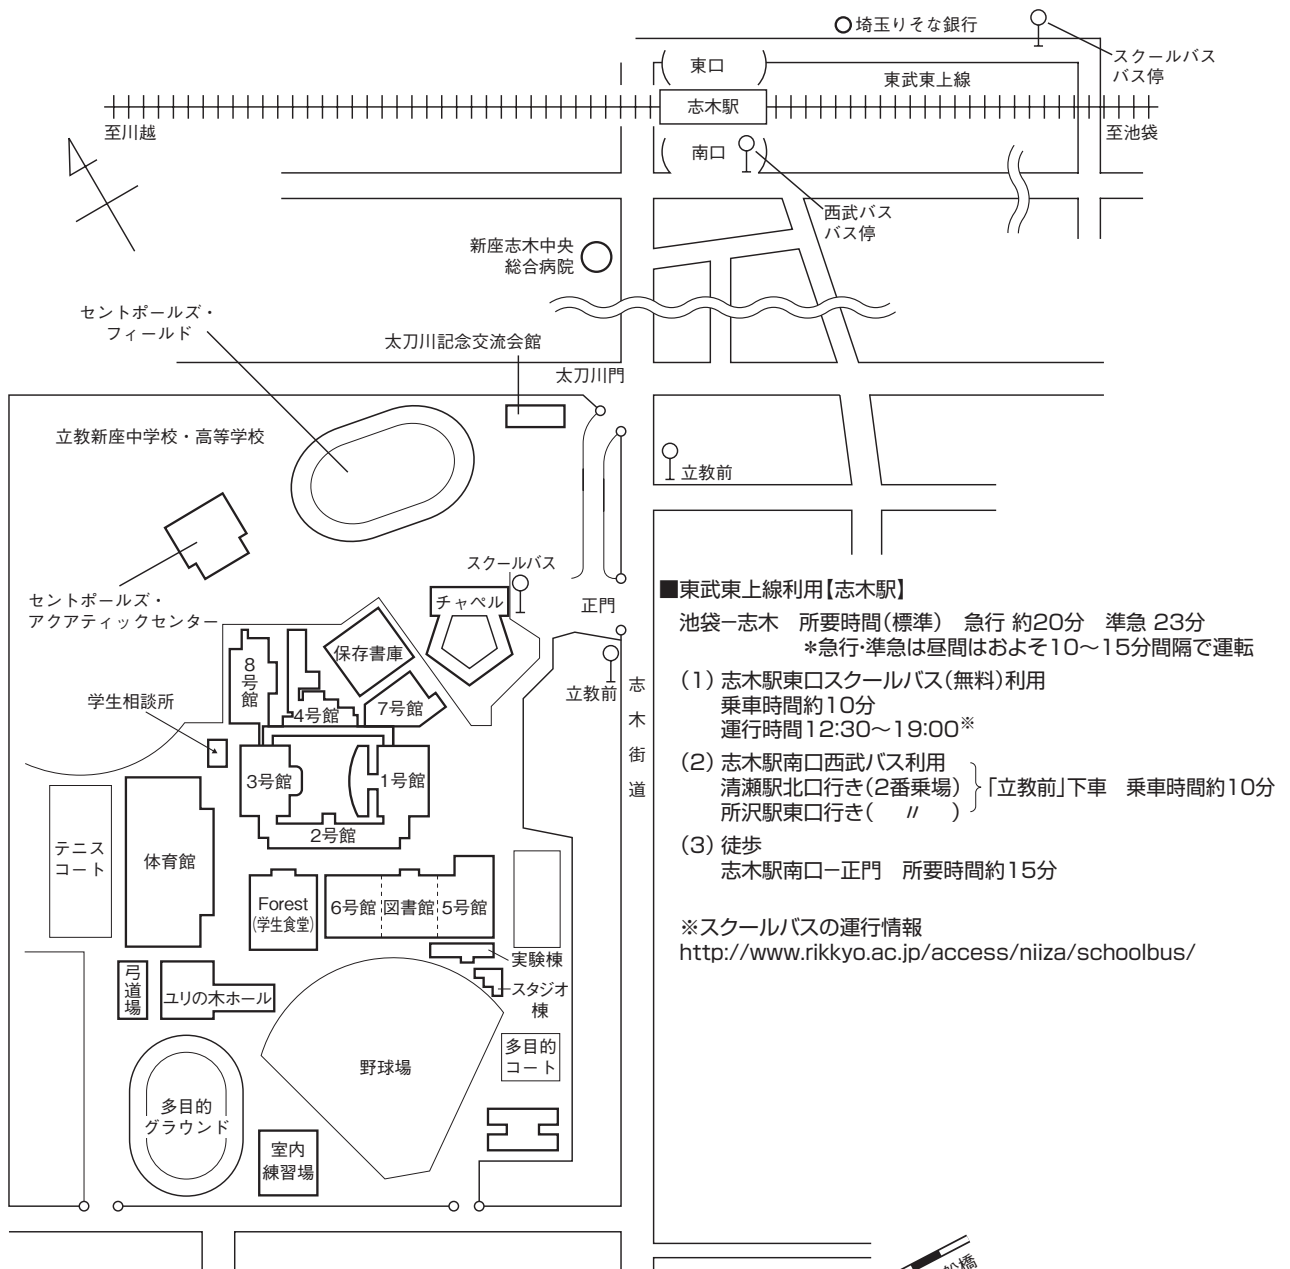 埼玉りそな銀行
スクールバス
バス停
東口
東武東上線
志木駅
至川越
至池袋
南口
西武バス
バス停
新座志木中央
総合病院
セントポールズ・
フィールド
太刀川記念交流会館
太刀川門
立教新座中学校・高等学校
立教前
スクールバス
セントポールズ・
アクアティックセンター
チャペル
正門
保存書庫
8号館
4号館
7号館
立教前
志木街道
学生相談所
3号館
1号館
2号館
テニス
コート
体育館
Forest
(学生食堂)
6号館
図書館
5号館
実験棟
スタジオ
棟
弓道場
ユリの木ホール
多目的
コート
野球場
多目的
グラウンド
室内
練習場
■東武東上線利用【志木駅】
池袋−志木 所要時間(標準) 急行 約20分 準急 23分
*急行・準急は昼間はおよそ10〜15分間隔で運転
(1) 志木駅東口スクールバス(無料)利用
乗車時間約10分
運行時間12:30〜19:00※
(2) 志木駅南口西武バス利用
清瀬駅北口行き(2番乗場)
所沢駅東口行き( 〃 )
「立教前」下車 乗車時間約10分
(3) 徒歩
志木駅南口−正門 所要時間約15分
※スクールバスの運行情報
http://www.rikkyo.ac.jp/access/niiza/schoolbus/